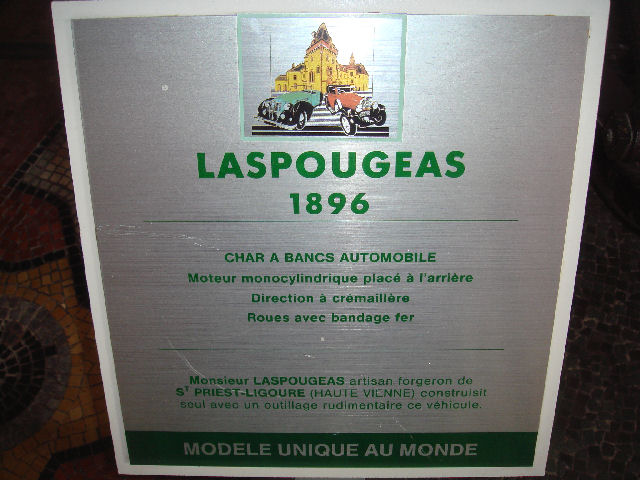 LASPOUGEAS
1896
CHAR A BANCS AUTOMOBILE
Moteur monocylindrique placé à l'arrière
Direction à crémaillère
Roues avec bandage fer
Monsieur LASPOUGEAS artisan forgeron de
ST PRIEST-LIGOURE (HAUTE VIENNE) construisit
seul avec un outillage rudimentaire ce véhicule.
MODELE UNIQUE AU MONDE